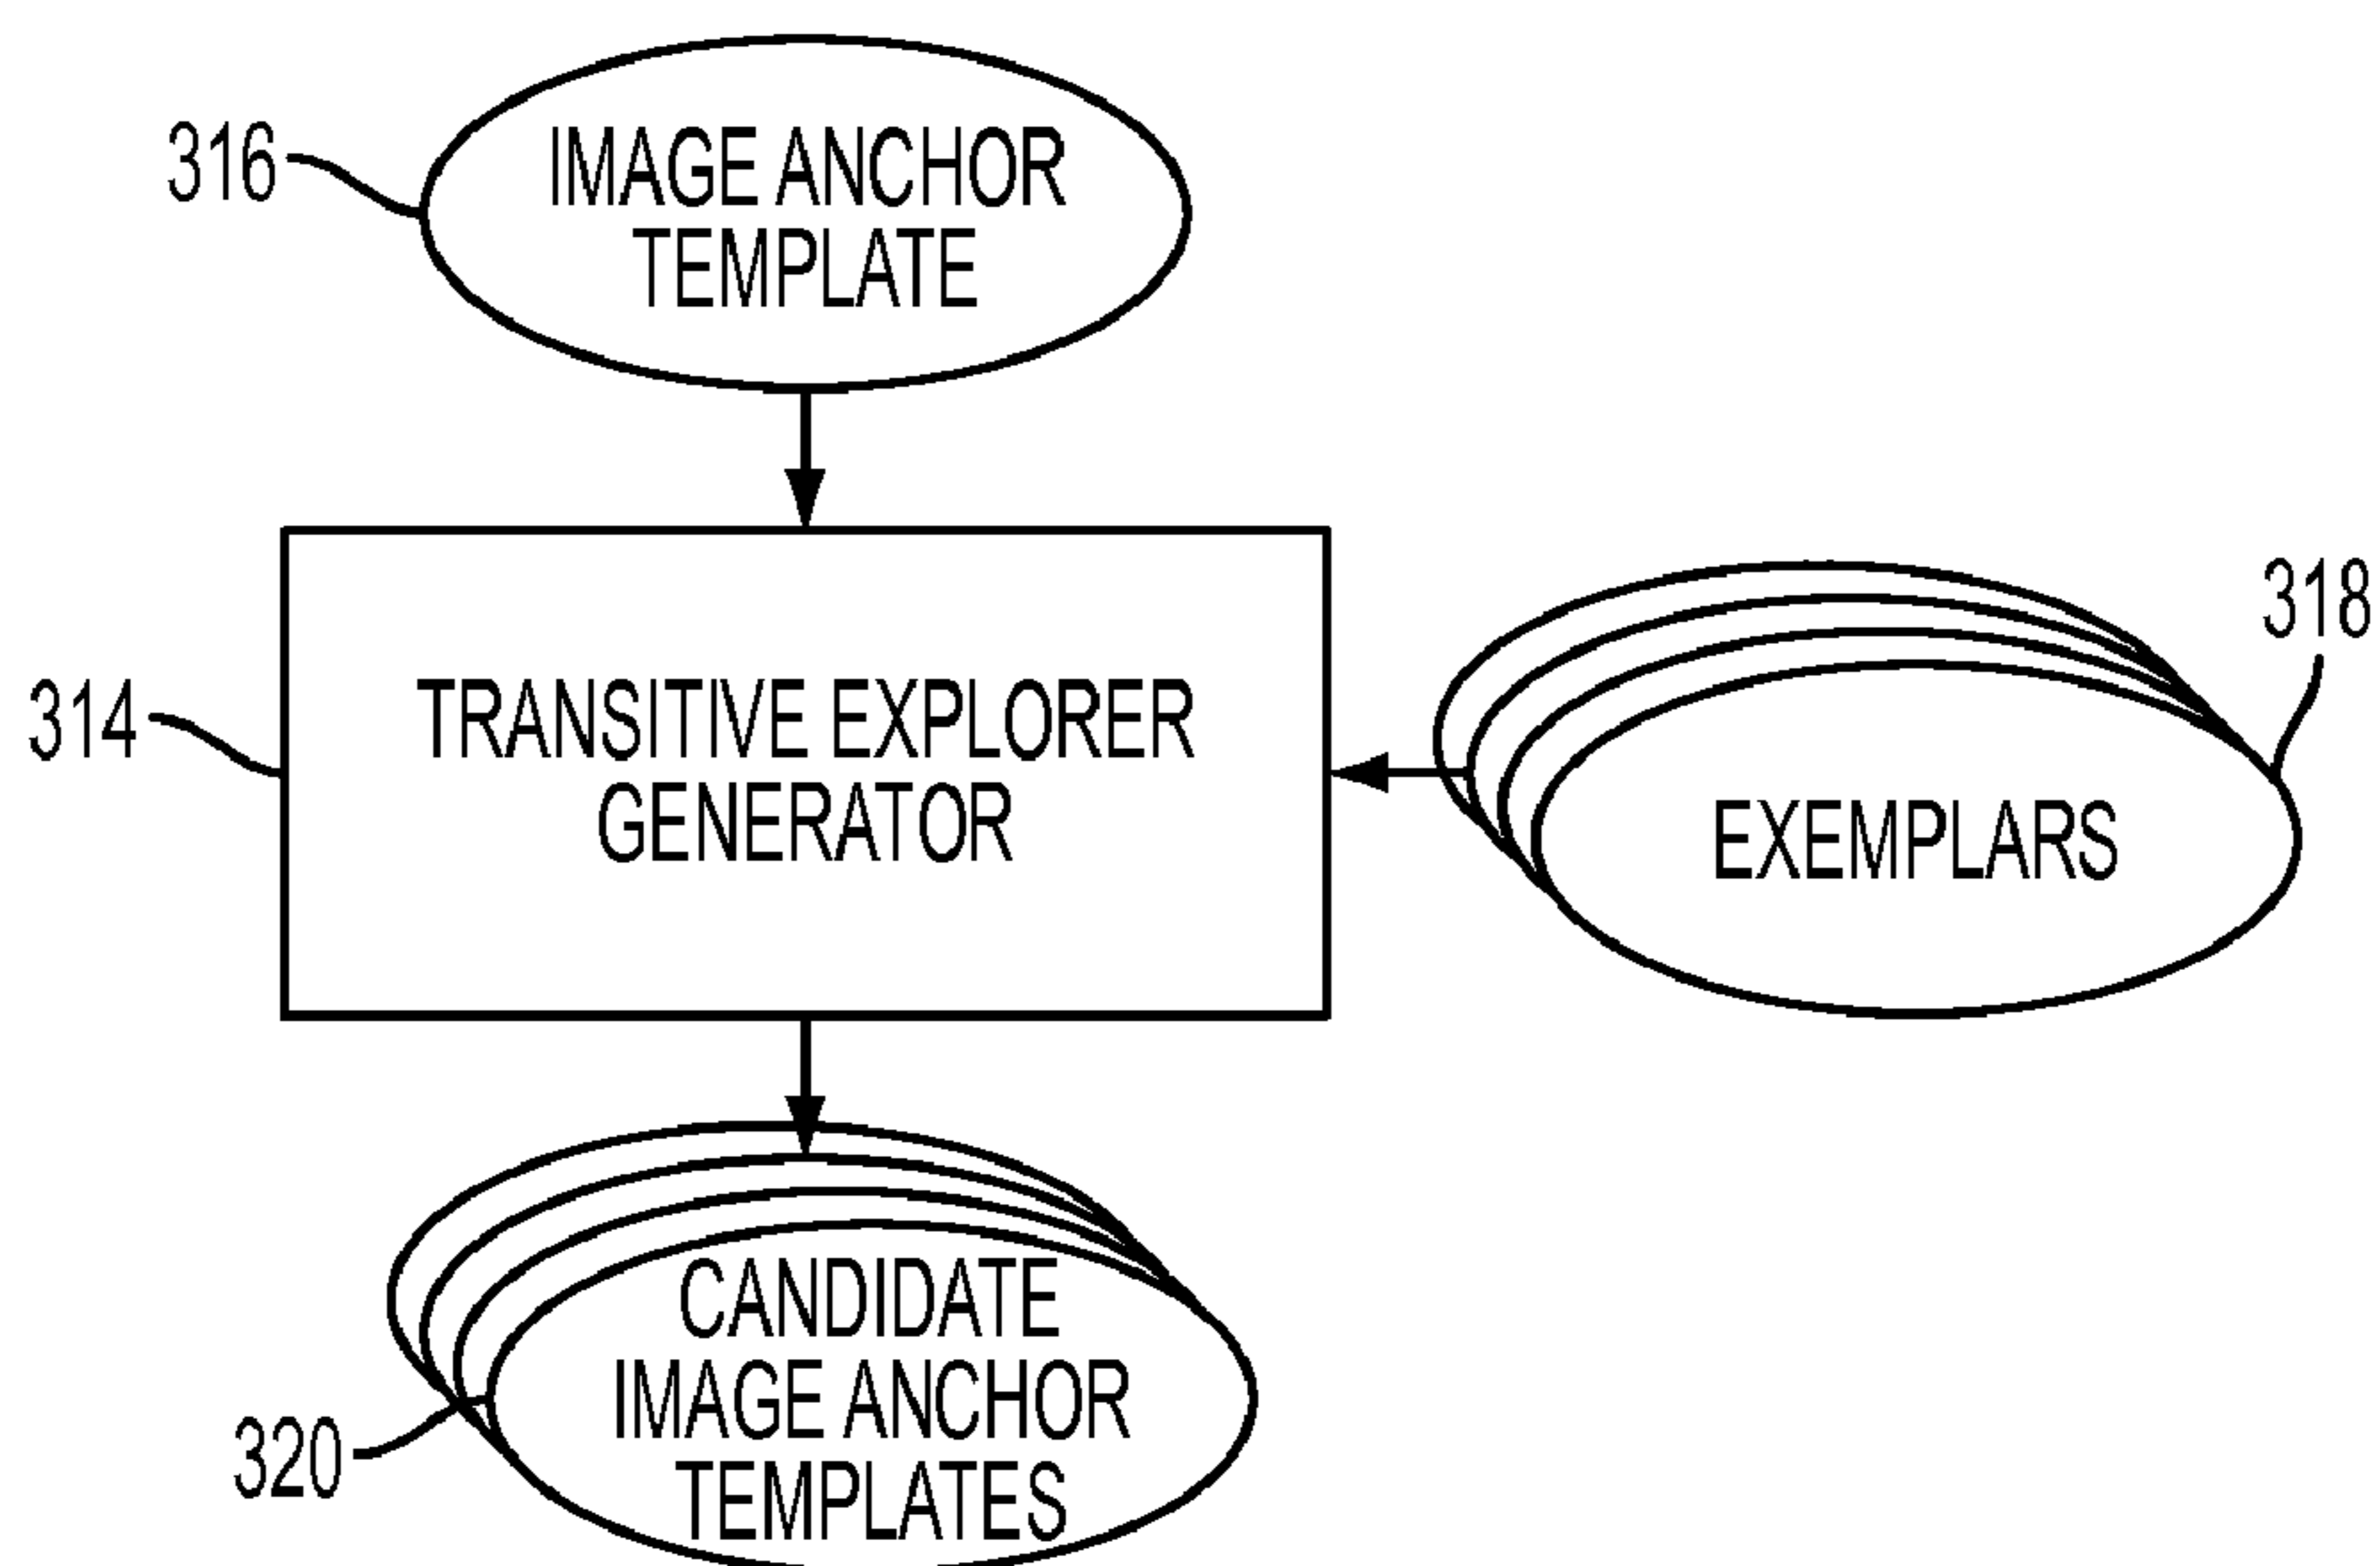 316
IMAGE ANCHOR
TEMPLATE
314
TRANSITIVE EXPLORER
GENERATOR
318
EXEMPLARS
320
CANDIDATE
IMAGE ANCHOR
TEMPLATES